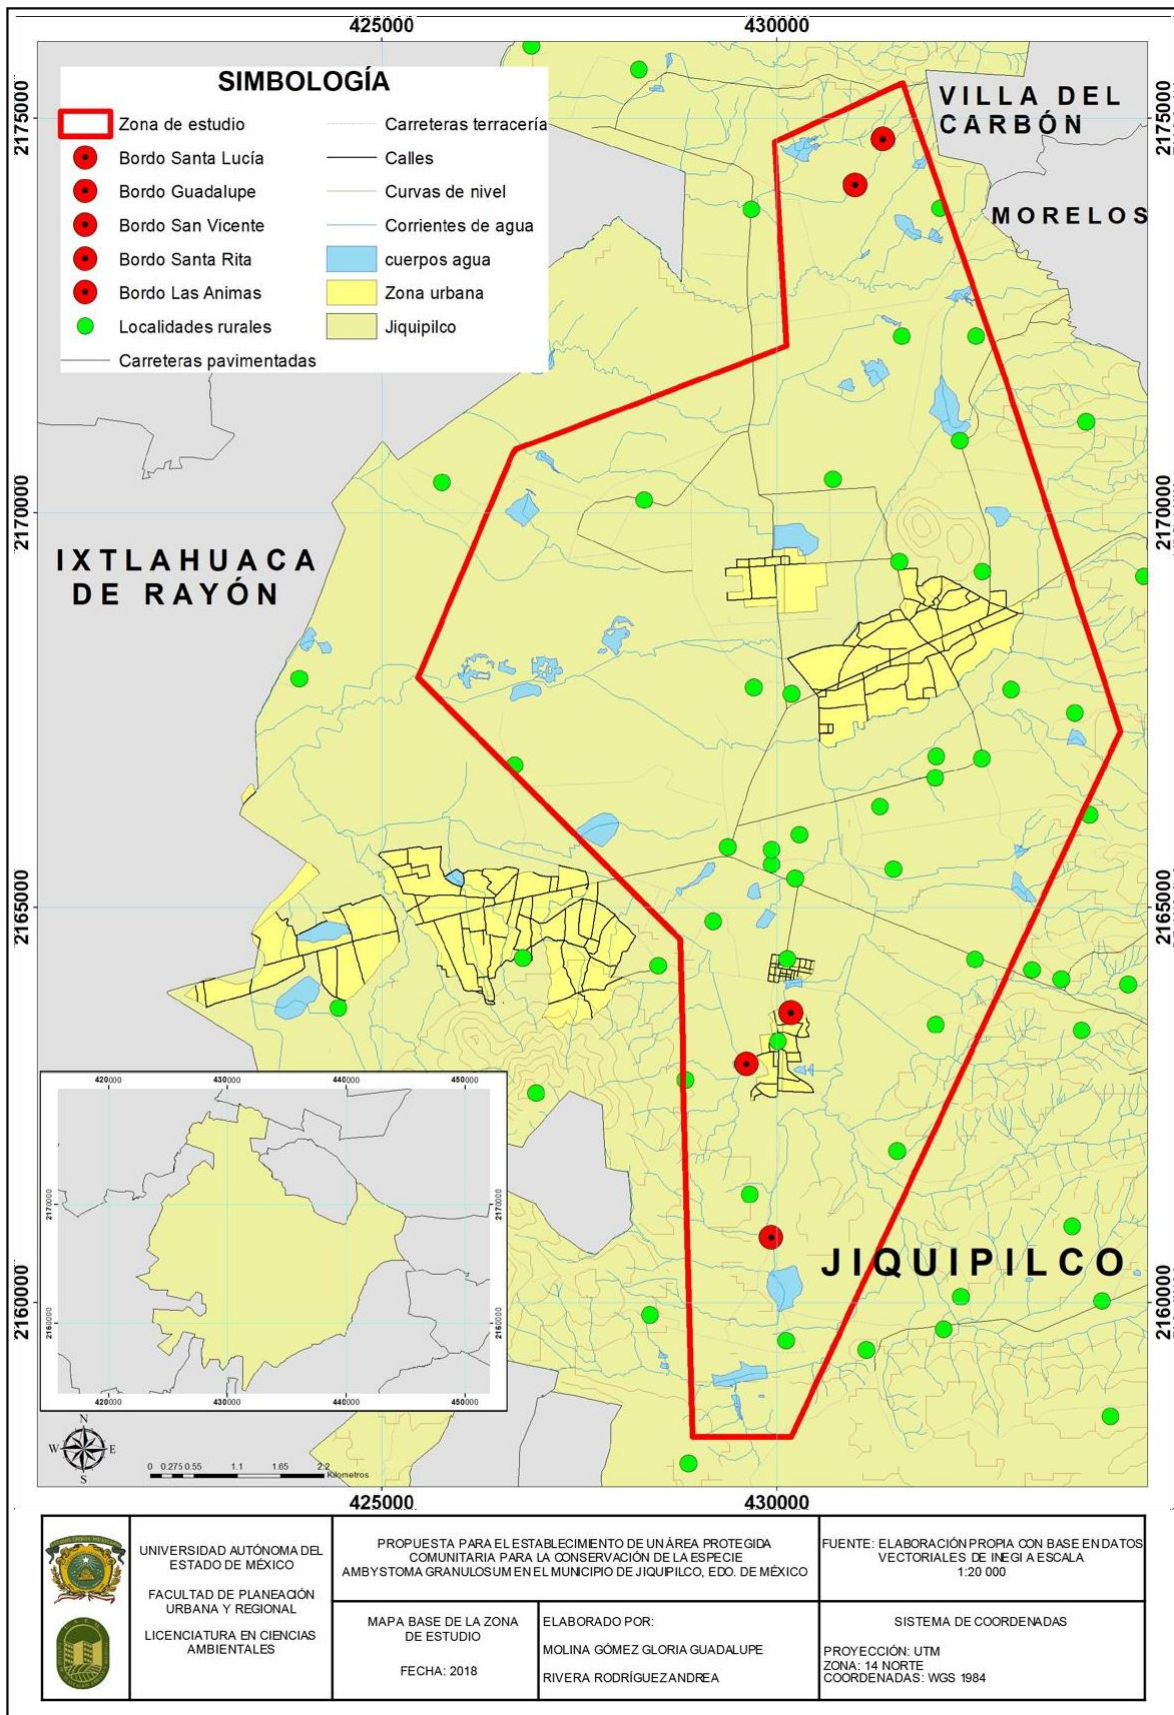 425000
430000
SIMBOLOGÍA
Zona de estudio
Bordo Santa Lucía
Bordo Guadalupe
Bordo San Vicente
Bordo Santa Rita
Bordo Las Animas
Localidades rurales
Carreteras pavimentadas
Carreteras terracería
Calles
Curvas de nivel
Corrientes de agua
cuerpos agua
Zona urbana
Jiquipilco
VILLA DEL
CARBÓN
MORELOS
2175000
2175000
2170000
2170000
IXTLAHUACA
DE RAYÓN
2165000
2165000
JIQUIPILCO
2160000
2160000
420000
430000
440000
450000
2170000
2170000
2160000
2160000
420000
430000
440000
450000
N
W
E
S
0 0.275 0.55 1.1 1.65 2.2
Kilometros
425000
430000
UNIVERSIDAD AUTÓNOMA DEL
ESTADO DE MÉXICO
FACULTAD DE PLANEACIÓN
URBANA Y REGIONAL
LICENCIATURA EN CIENCIAS
AMBIENTALES
PROPUESTA PARA EL ESTABLECIMIENTO DE UN ÁREA PROTEGIDA
COMUNITARIA PARA LA CONSERVACIÓN DE LA ESPECIE
AMBYSTOMA GRANULOSUM EN EL MUNICIPIO DE JIQUIPILCO, EDO. DE MÉXICO
FUENTE: ELABORACIÓN PROPIA CON BASE EN DATOS
VECTORIALES DE INEGI A ESCALA
1:20 000
MAPA BASE DE LA ZONA
DE ESTUDIO
FECHA: 2018
ELABORADO POR:
MOLINA GÓMEZ GLORIA GUADALUPE
RIVERA RODRÍGUEZ ANDREA
SISTEMA DE COORDENADAS
PROYECCIÓN: UTM
ZONA: 14 NORTE
COORDENADAS: WGS 1984